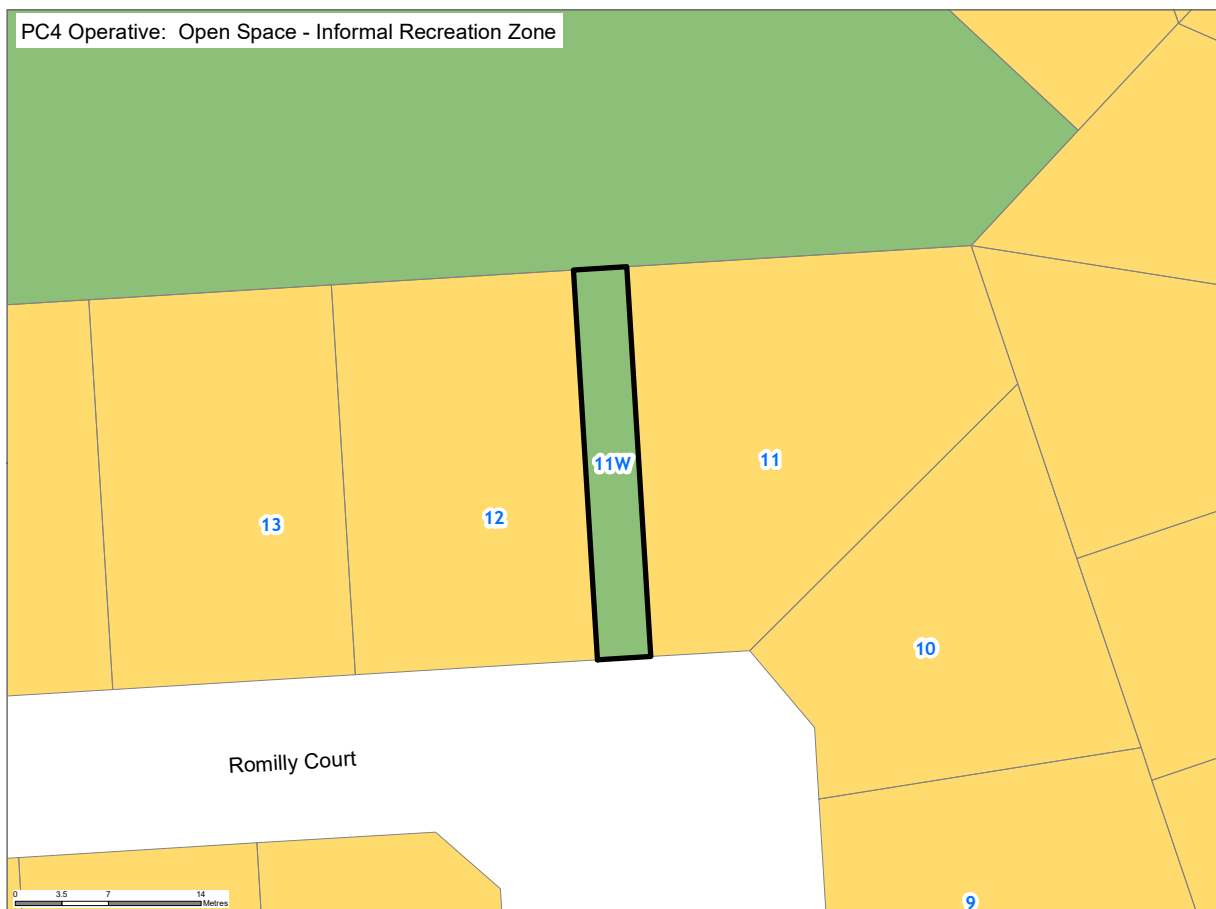 PC4 Operative: Open Space - Informal Recreation Zone
11W
11
12
13
10
Romilly Court
9
0 3.5 7 14
Metres